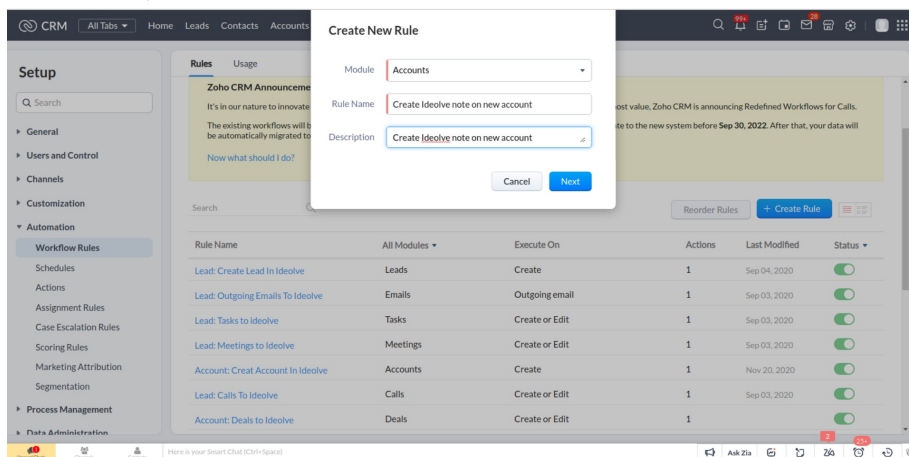 CRM All Tabs Home Leads Contacts Accounts
99+ 28
Create New Rule
Module Accounts
Rule Name Create Ideolve note on new account
Description Create Ideolve note on new account
Cancel Next
Setup
Search
General
Users and Control
Channels
Customization
Automation
Workflow Rules
Schedules
Actions
Assignment Rules
Case Escalation Rules
Scoring Rules
Marketing Attribution
Segmentation
Process Management
Data Administration
Rules Usage
Zoho CRM Announceme
It's in our nature to innovate ost value, Zoho CRM is announcing Redefined Workflows for Calls.
The existing workflows will b te to the new system before Sep 30, 2022. After that, your data will
be automatically migrated to
Now what should I do?
Search Reorder Rules + Create Rule
Rule Name All Modules Execute On Actions Last Modified Status
Lead: Create Lead In Ideolve Leads Create 1 Sep 04, 2020
Lead: Outgoing Emails To Ideolve Emails Outgoing email 1 Sep 03, 2020
Lead: Tasks to ideolve Tasks Create or Edit 1 Sep 03, 2020
Lead: Meetings to Ideolve Meetings Create or Edit 1 Sep 03, 2020
Account: Creat Account In Ideolve Accounts Create 1 Nov 20, 2020
Lead: Calls To Ideolve Calls Create or Edit 1 Sep 03, 2020
Account: Deals to Ideolve Deals Create or Edit 1
Here is your Smart Chat (Ctrl+Space) Ask Zia 2 25+